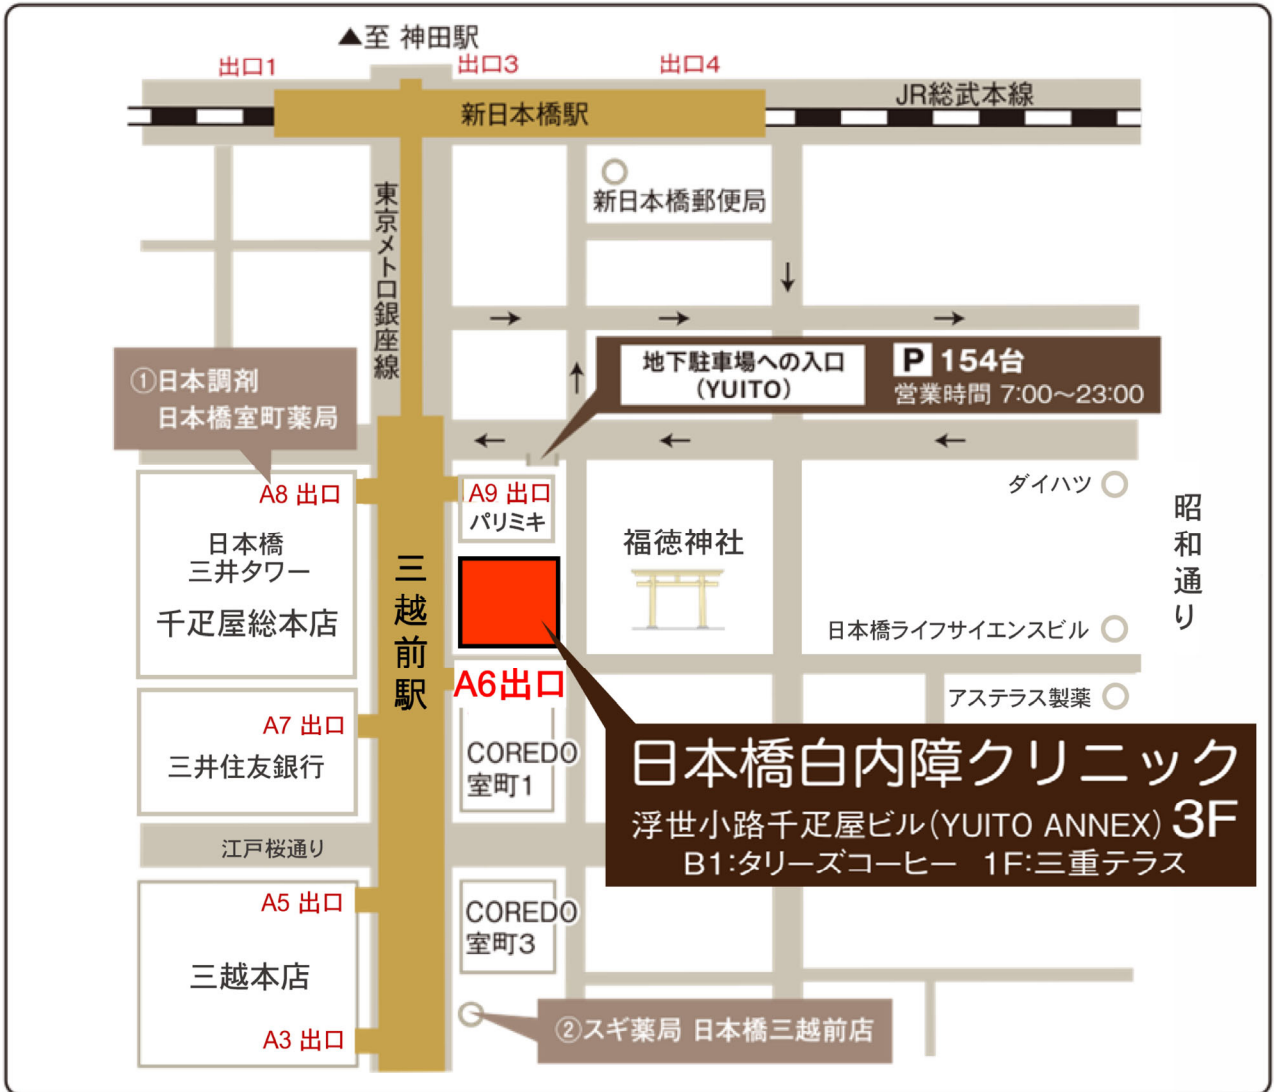 ▲至 神田駅
出口1
出口3
出口4
JR総武本線
新日本橋駅
東京メトロ銀座線
新日本橋郵便局
→
→
→
↓
↑
地下駐車場への入口
(YUITO)
P 154台
営業時間 7:00～23:00
①日本調剤
日本橋室町薬局
←
←
←
A8 出口
A9 出口
パリミキ
日本橋
三井タワー
千疋屋総本店
三越前駅
福徳神社
ダイハツ
昭和通り
日本橋ライフサイエンスビル
アステラス製薬
A6出口
A7 出口
三井住友銀行
COREDO
室町1
日本橋白内障クリニック
浮世小路千疋屋ビル(YUITO ANNEX) 3F
B1:タリーズコーヒー 1F:三重テラス
江戸桜通り
A5 出口
三越本店
A3 出口
COREDO
室町3
②スギ薬局 日本橋三越前店